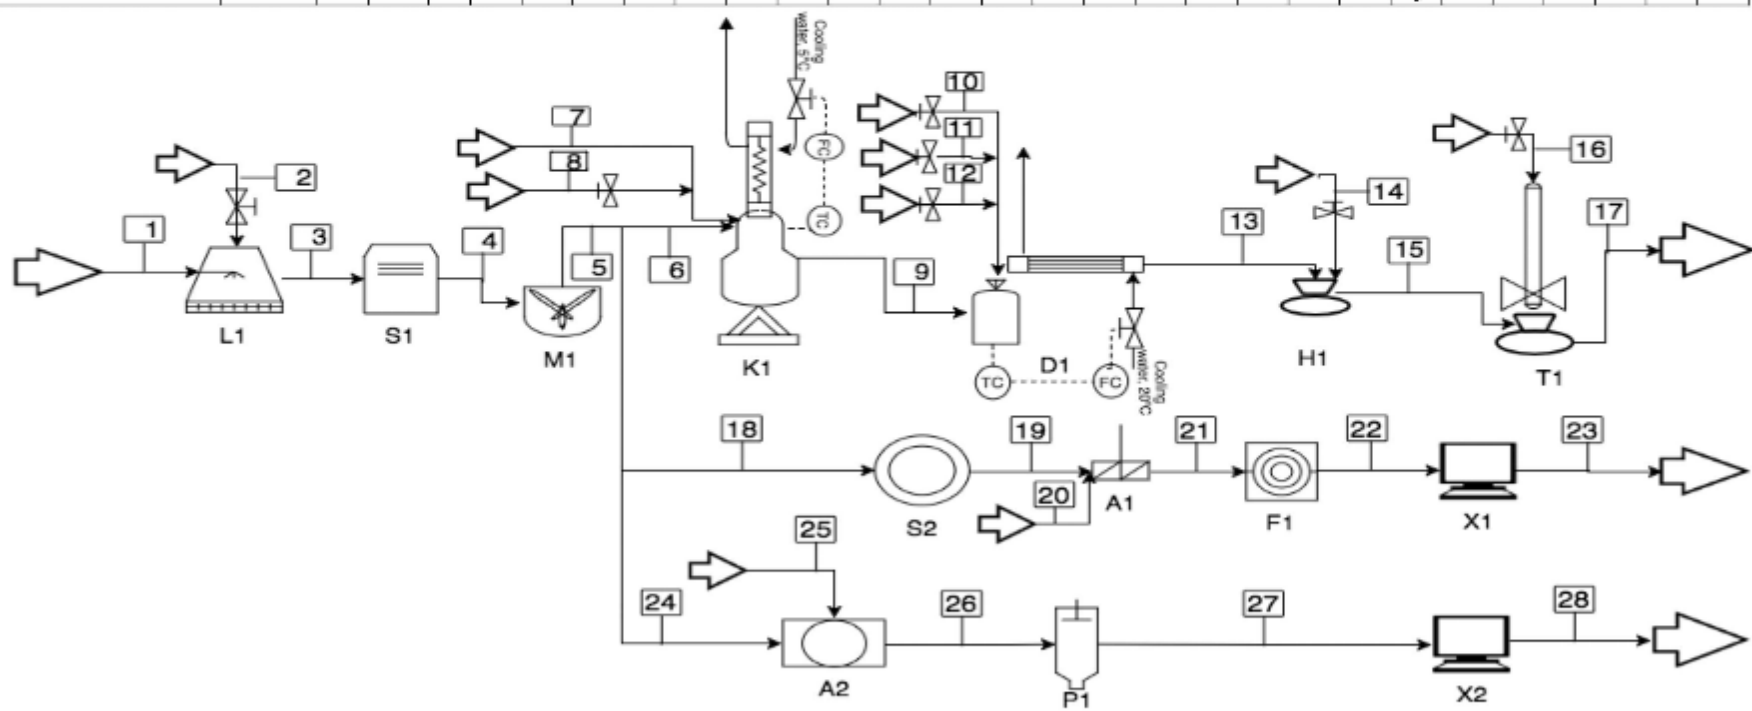 Cooling
water, 5°C
10
7
11
FC
8
12
16
2
14
TC
17
1
3
4
13
15
5
6
9
L1
S1
M1
K1
TC
D1
FC
Cooling
water, 20°C
H1
T1
18
19
21
22
23
20
S2
A1
F1
X1
25
24
26
27
28
A2
P1
X2